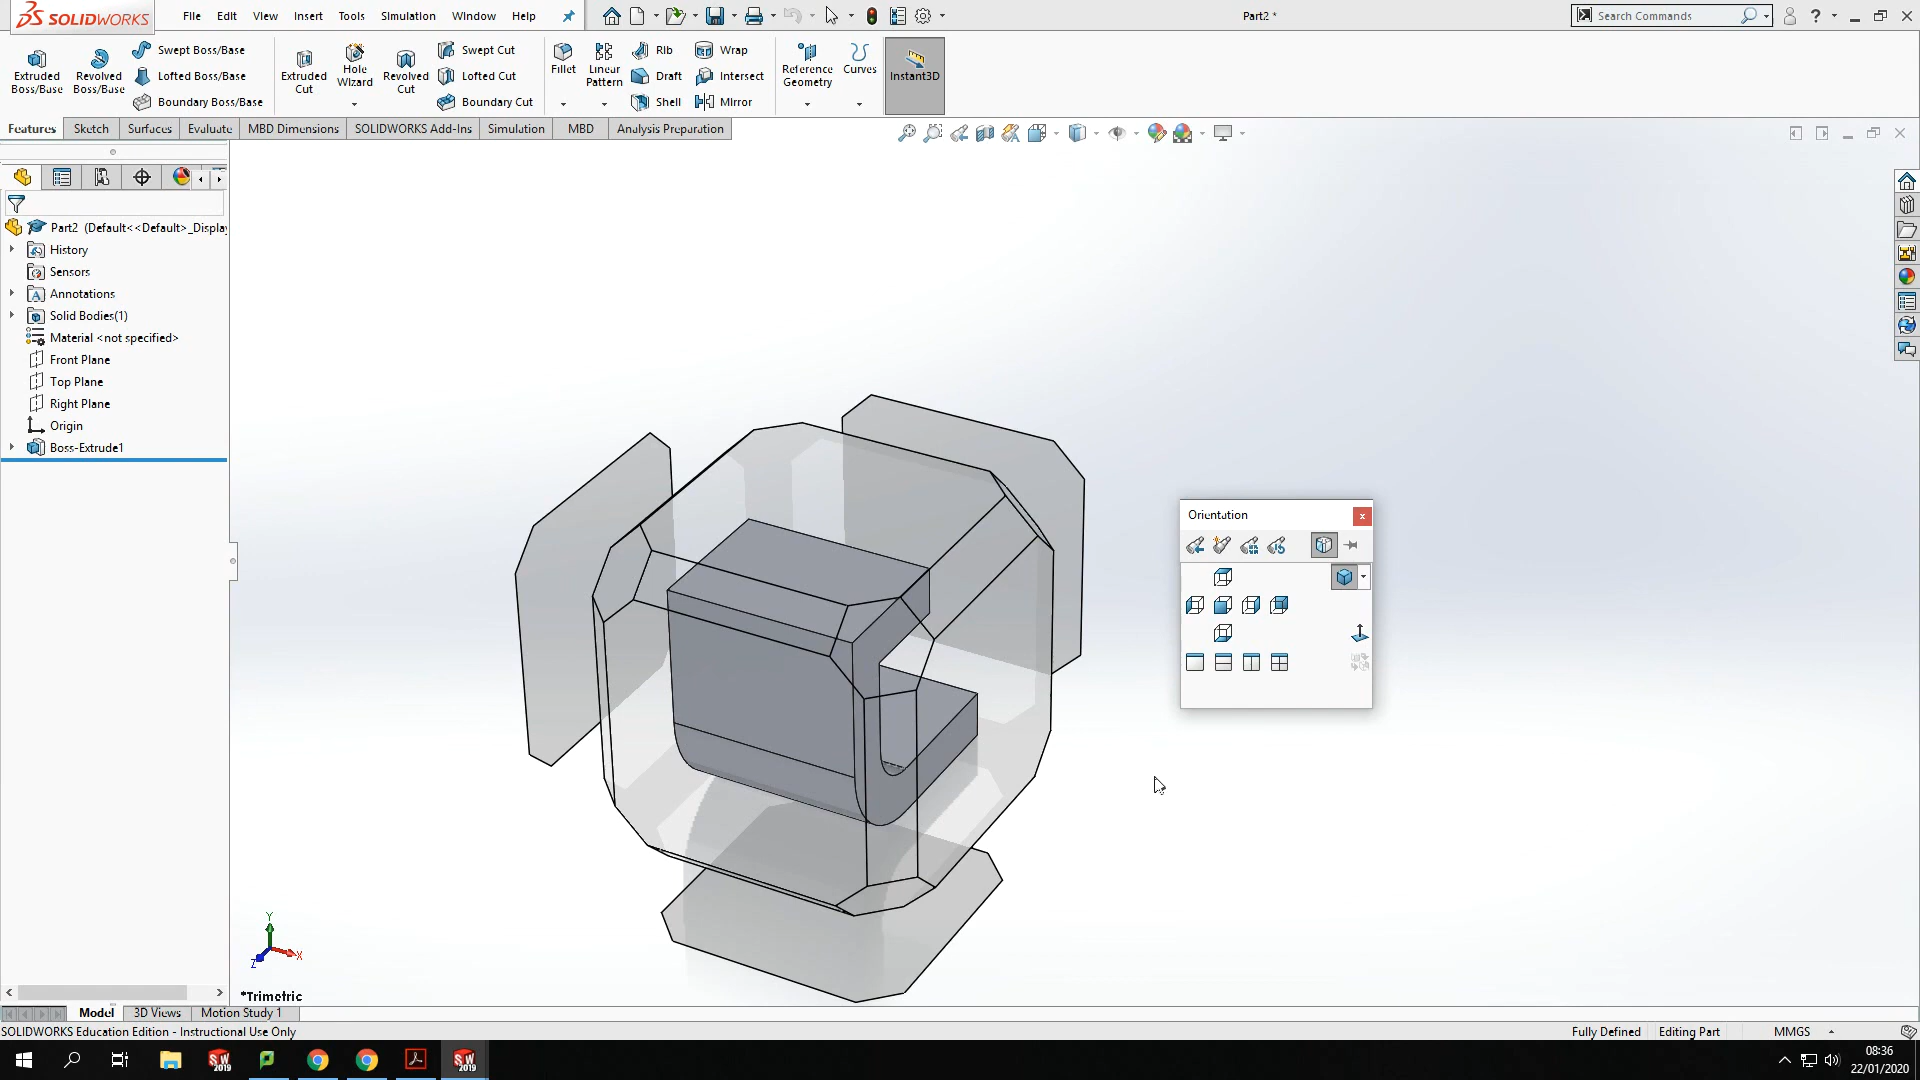 SOLIDWORKS File Edit View Insert Tools Simulation Window Help Part2 * Search Commands ?
Extruded Boss/Base
Revolved Boss/Base
Swept Boss/Base
Lofted Boss/Base
Boundary Boss/Base
Extruded Cut
Hole Wizard
Revolved Cut
Swept Cut
Lofted Cut
Boundary Cut
Fillet
Linear Pattern
Rib
Draft
Shell
Wrap
Intersect
Mirror
Reference Geometry
Curves
Instant3D
Features Sketch Surfaces Evaluate MBD Dimensions SOLIDWORKS Add-Ins Simulation MBD Analysis Preparation
Part2 (Default<<Default>_Display
History
Sensors
Annotations
Solid Bodies(1)
Material <not specified>
Front Plane
Top Plane
Right Plane
Origin
Boss-Extrude1
Orientation
Y
X
Z
*Trimetric
Model 3D Views Motion Study 1
SOLIDWORKS Education Edition - Instructional Use Only Fully Defined Editing Part MMGS
SW 2019
SW 2019
08:36
22/01/2020